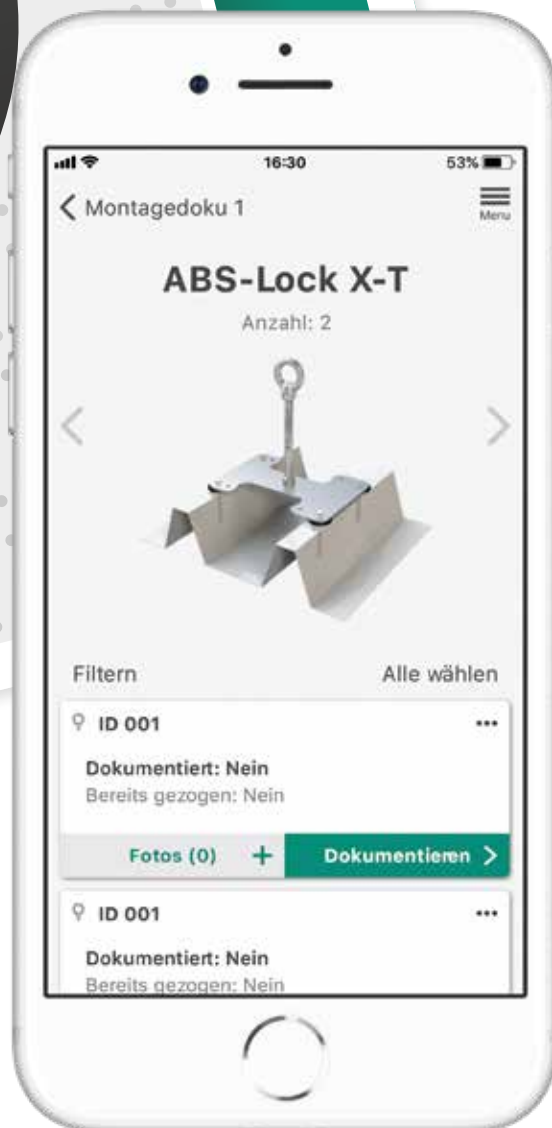 16:30
53%
Montagedoku 1
Menu
ABS-Lock X-T
Anzahl: 2
Filtern Alle wählen
ID 001
Dokumentiert: Nein
Bereits gezogen: Nein
Fotos (0) + Dokumentieren
ID 001
Dokumentiert: Nein
Bereits gezogen: Nein